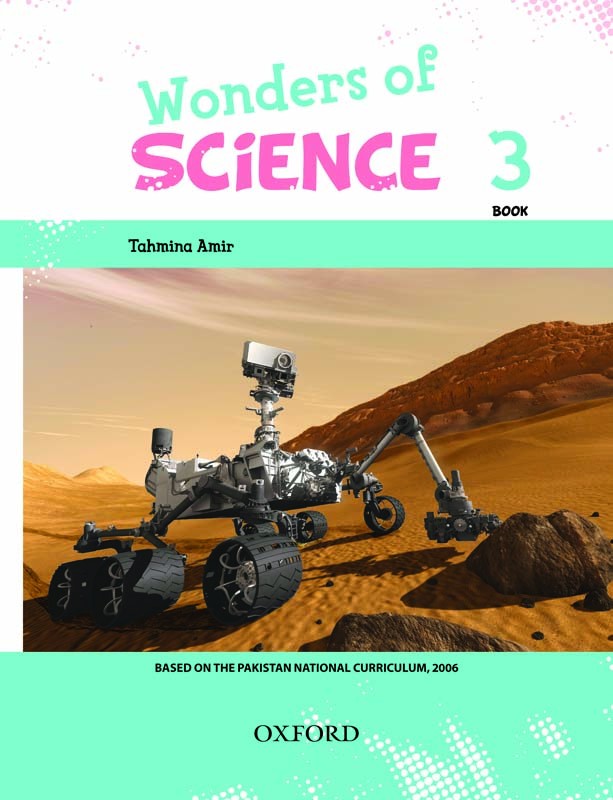 Wonders of
SCiENCE 3
BOOK
Tahmina Amir
BASED ON THE PAKISTAN NATIONAL CURRICULUM, 2006
OXFORD